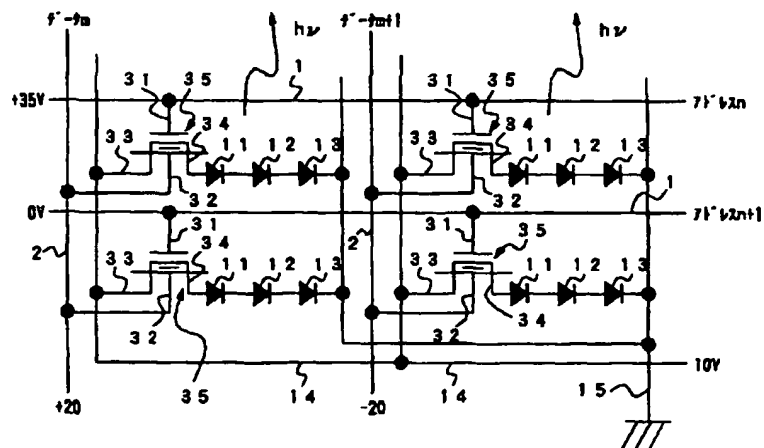 ﾃﾞｰﾀm
hν
ﾃﾞｰﾀm+1
hν
31 35 1 31 35
+35V
ｱﾄﾞﾚｽn
33 34 11 12 13 33 34 11 12 13
32 32 1
0V
ｱﾄﾞﾚｽn+1
2 31 34 2 31 35
33 11 12 13 33 11 12 13
32 32 34
10V
35 14 14 15
+20 -20